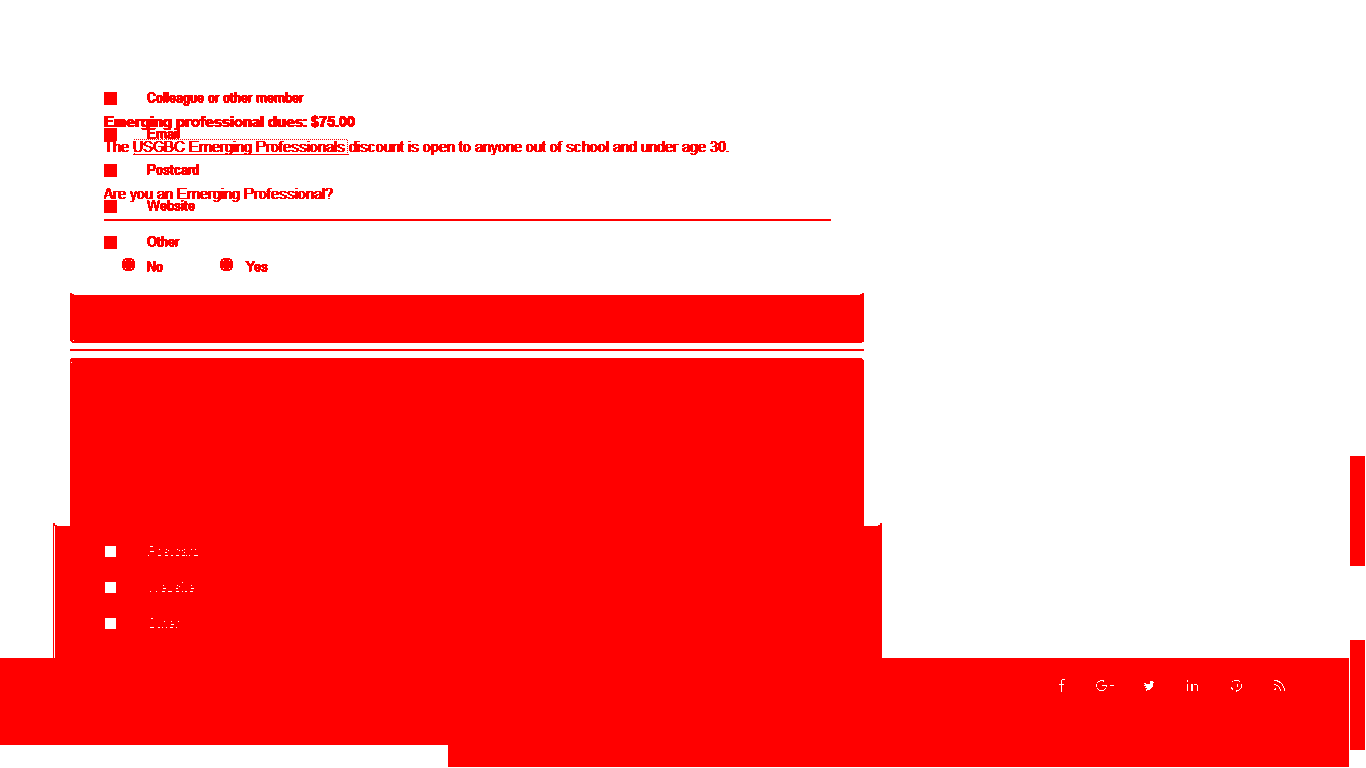 Colleague or other member
Emerging professional dues: $75.00
Email
The USGBC Emerging Professionals discount is open to anyone out of school and under age 30.
Postcard
Are you an Emerging Professional?
Website
Other
No Yes
Postcard
Website
Other